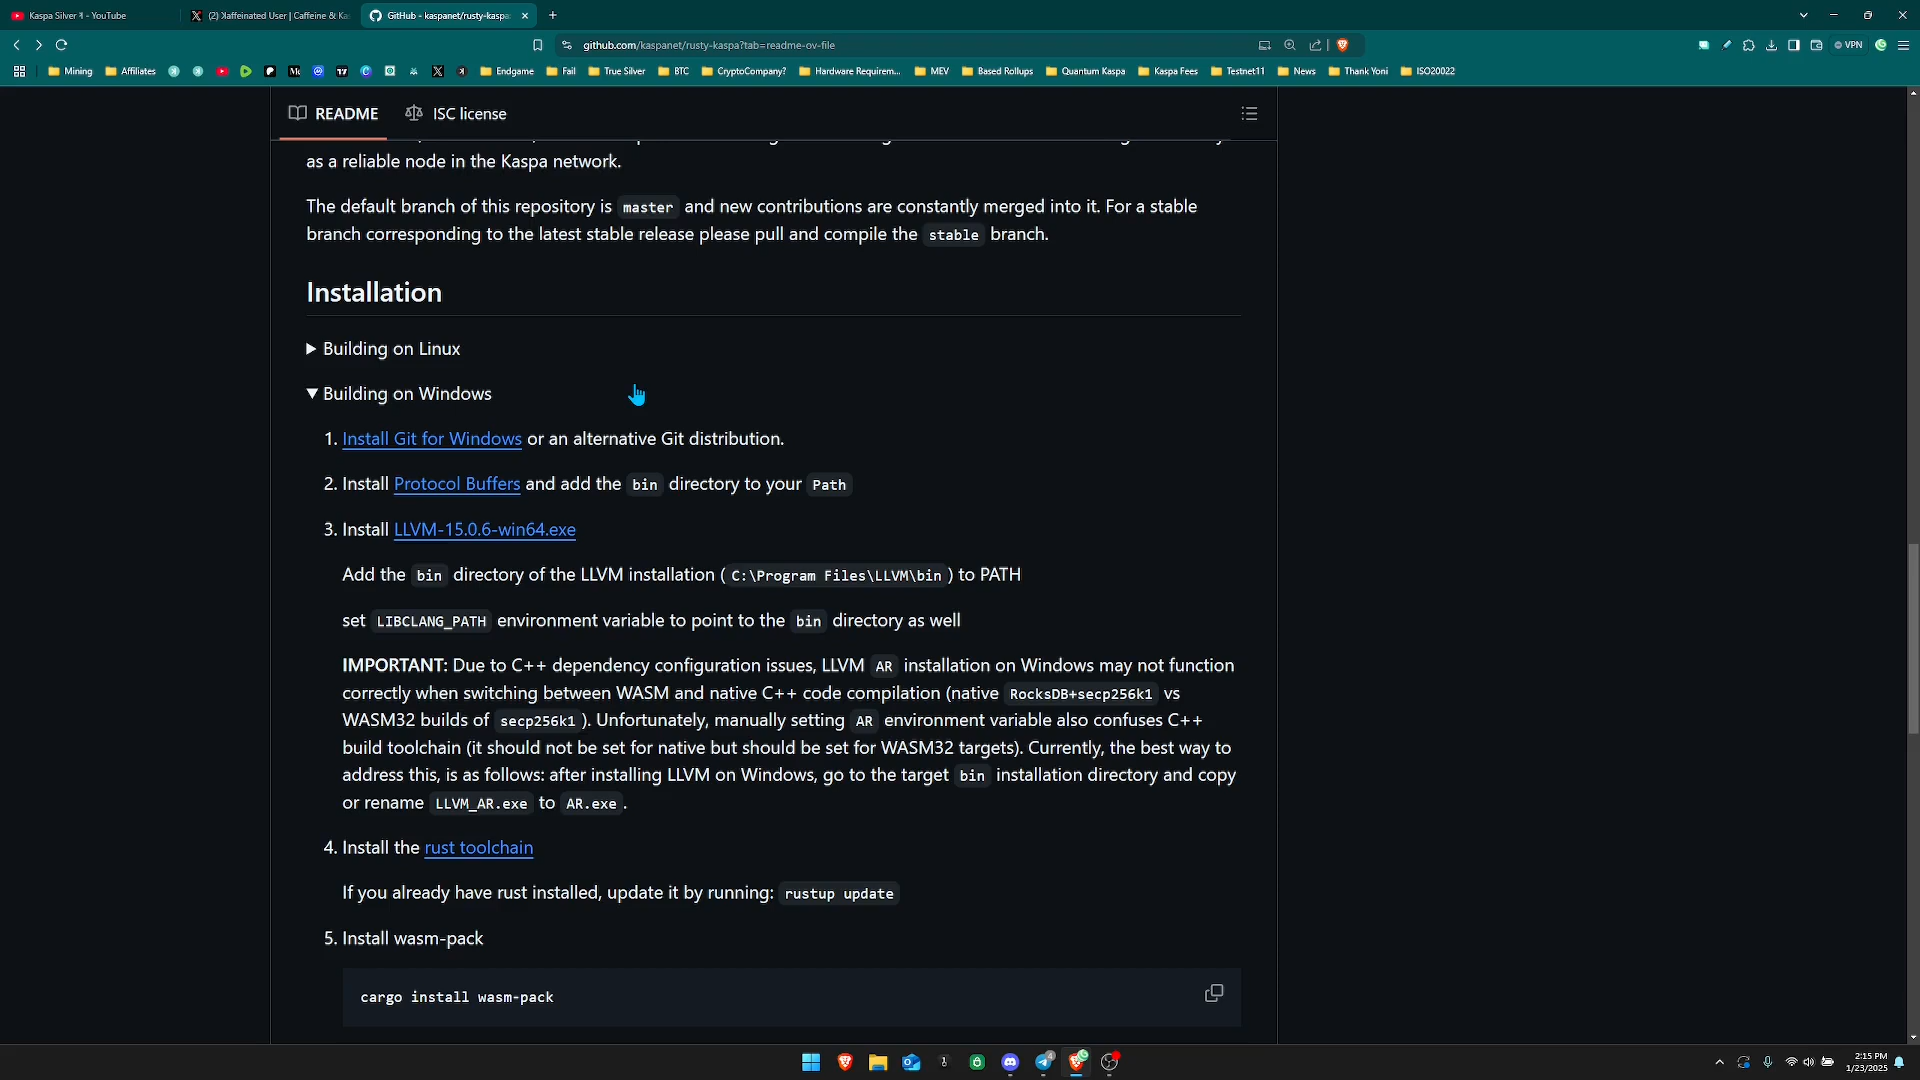 Kaspa Silver - YouTube
(2) Kaffeinated User | Caffeine & Ka
GitHub - kaspanet/rusty-kaspa:
github.com/kaspanet/rusty-kaspa?tab=readme-ov-file
VPN
Mining
Affiliates
Endgame
Fail
True Silver
BTC
CryptoCompany?
Hardware Requirem...
MEV
Based Rollups
Quantum Kaspa
Kaspa Fees
Testnet11
News
Thank Yoni
ISO20022
README
ISC license
as a reliable node in the Kaspa network.
The default branch of this repository is master and new contributions are constantly merged into it. For a stable
branch corresponding to the latest stable release please pull and compile the stable branch.
Installation
Building on Linux
Building on Windows
1. Install Git for Windows or an alternative Git distribution.
2. Install Protocol Buffers and add the bin directory to your Path
3. Install LLVM-15.0.6-win64.exe
Add the bin directory of the LLVM installation ( C:\Program Files\LLVM\bin ) to PATH
set LIBCLANG_PATH environment variable to point to the bin directory as well
IMPORTANT: Due to C++ dependency configuration issues, LLVM AR installation on Windows may not function
correctly when switching between WASM and native C++ code compilation (native RocksDB+secp256k1 vs
WASM32 builds of secp256k1 ). Unfortunately, manually setting AR environment variable also confuses C++
build toolchain (it should not be set for native but should be set for WASM32 targets). Currently, the best way to
address this, is as follows: after installing LLVM on Windows, go to the target bin installation directory and copy
or rename LLVM_AR.exe to AR.exe .
4. Install the rust toolchain
If you already have rust installed, update it by running: rustup update
5. Install wasm-pack
cargo install wasm-pack
2:15 PM
1/23/2025